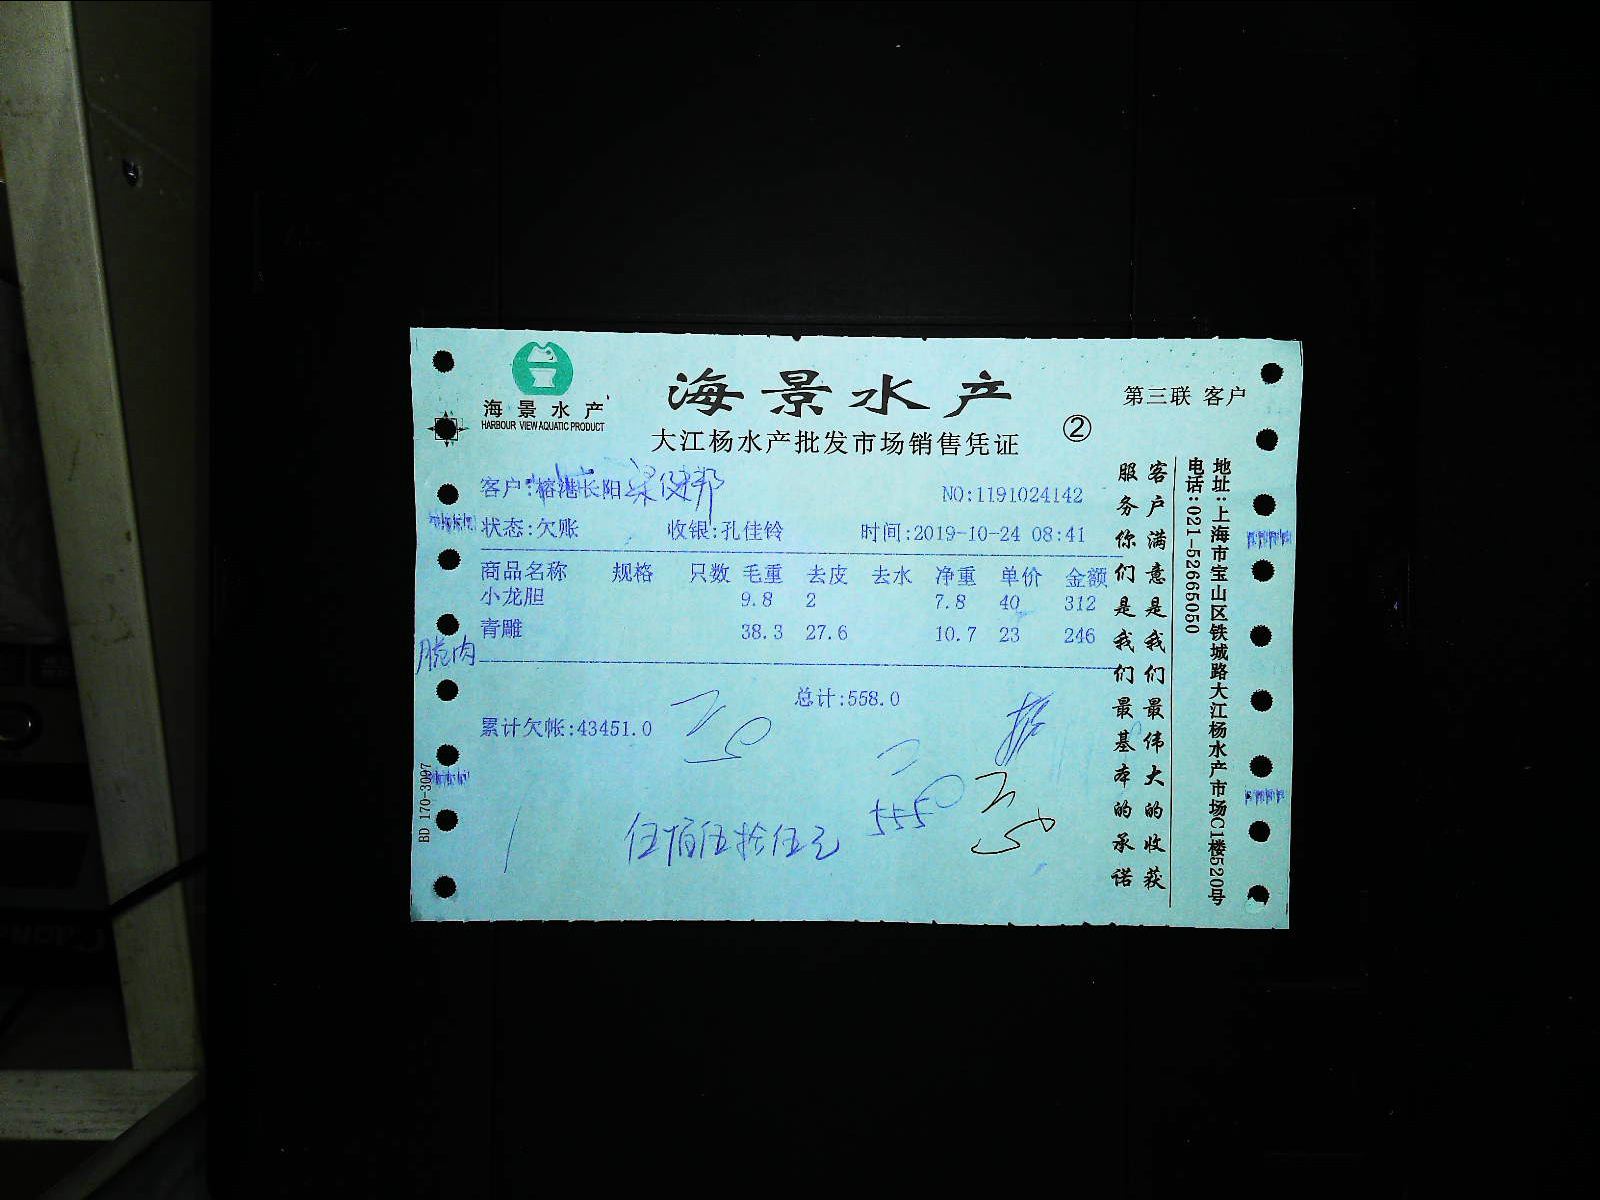 海景水产
HARBOUR VIEW AQUATIC PRODUCT
海景水产
大江杨水产批发市场销售凭证
②
第三联 客户
客户:榕港长阳
NO:1191024142
状态:欠账 收银:孔佳铃 时间:2019-10-24 08:41
商品名称 规格 只数 毛重 去皮 去水 净重 单价 金额
小龙胆 9.8 2 7.8 40 312
青雕 38.3 27.6 10.7 23 246
总计:558.0
累计欠帐:43451.0
555
伍佰伍拾伍元
BD 170-3097
客户满意是我们最伟大的收获
服务你们是我们最基本的承诺
地址:上海市宝山区铁城路大江杨水产市场C1楼520号
电话:021-52665050